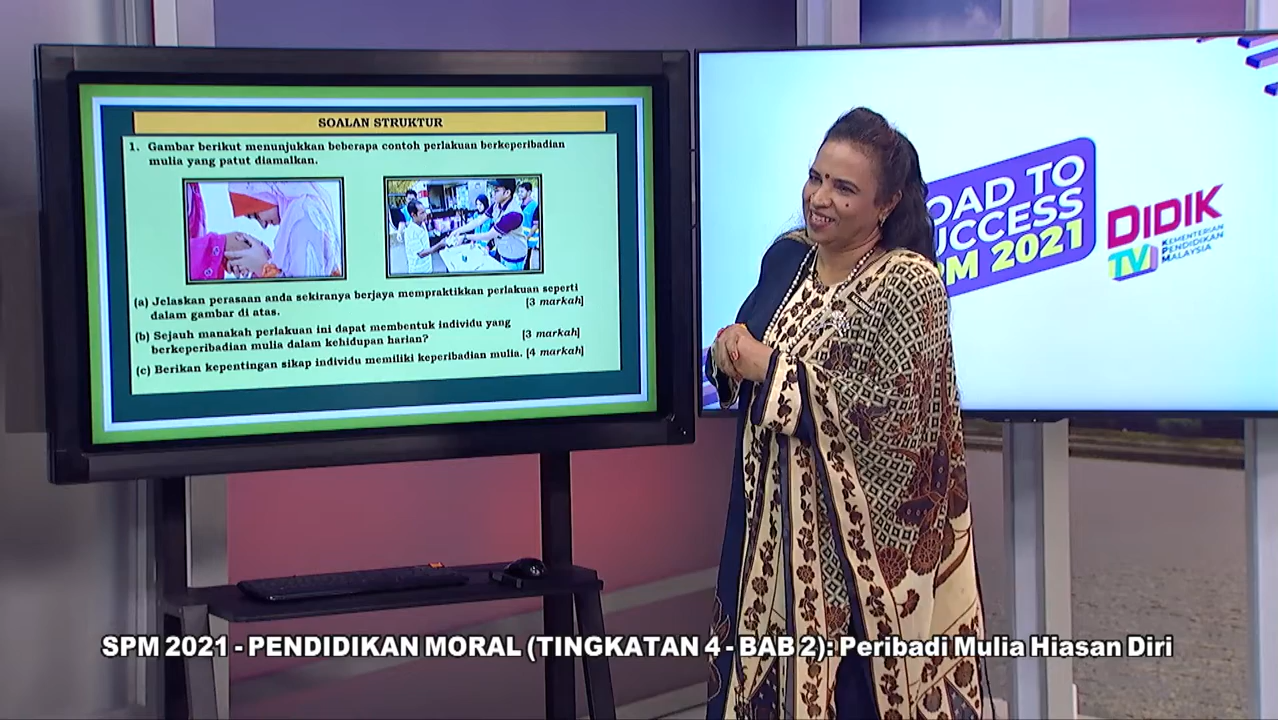 SOALAN STRUKTUR
1. Gambar berikut menunjukkan beberapa contoh perlakuan berkeperibadian
mulia yang patut diamalkan.
(a) Jelaskan perasaan anda sekiranya berjaya mempraktikkan perlakuan seperti
dalam gambar di atas. [3 markah]
(b) Sejauh manakah perlakuan ini dapat membentuk individu yang
berkeperibadian mulia dalam kehidupan harian? [3 markah]
(c) Berikan kepentingan sikap individu memiliki keperibadian mulia. [4 markah]
OAD TO
UCCESS
PM 2021
DIDIK
TV
KEMENTERIAN
PENDIDIKAN
MALAYSIA
SPM 2021 - PENDIDIKAN MORAL (TINGKATAN 4 - BAB 2): Peribadi Mulia Hiasan Diri